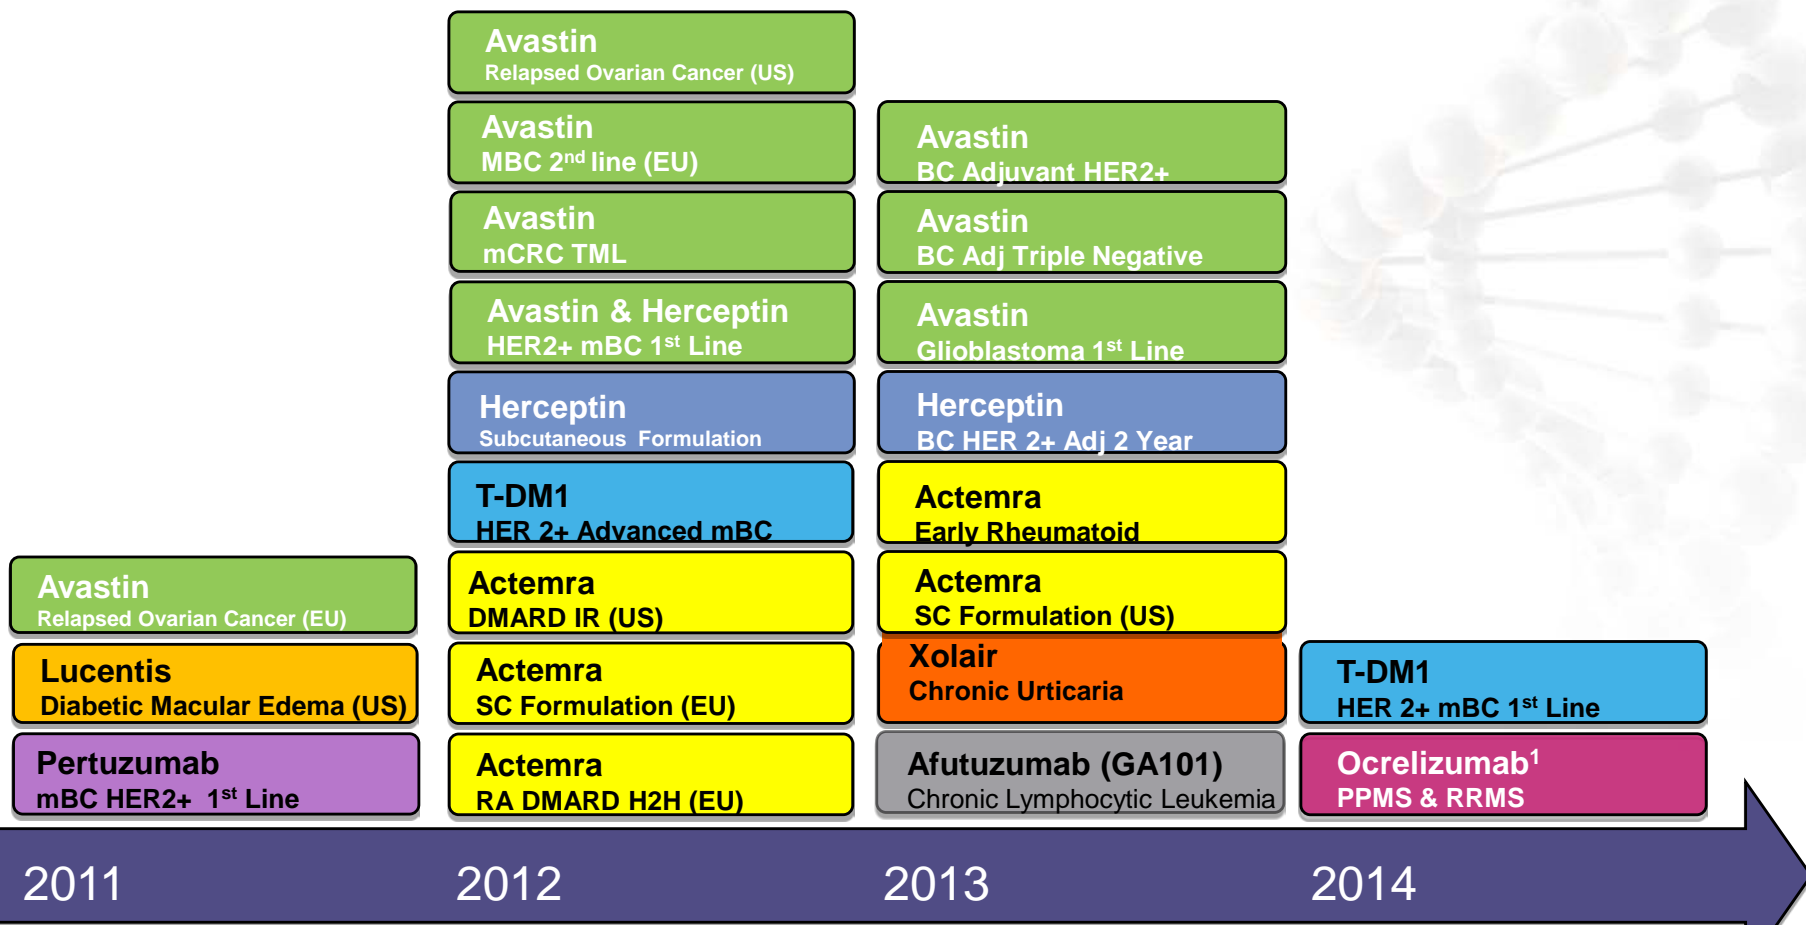 Avastin
Relapsed Ovarian Cancer (EU)
Lucentis
Diabetic Macular Edema (US)
Pertuzumab
mBC HER2+ 1st Line
Avastin
Relapsed Ovarian Cancer (US)
Avastin
MBC 2nd line (EU)
Avastin
mCRC TML
Avastin & Herceptin
HER2+ mBC 1st Line
Herceptin
Subcutaneous Formulation
T-DM1
HER 2+ Advanced mBC
Actemra
DMARD IR (US)
Actemra
SC Formulation (EU)
Actemra
RA DMARD H2H (EU)
Avastin
BC Adjuvant HER2+
Avastin
BC Adj Triple Negative
Avastin
Glioblastoma 1st Line
Herceptin
BC HER 2+ Adj 2 Year
Actemra
Early Rheumatoid
Actemra
SC Formulation (US)
Xolair
Chronic Urticaria
Afutuzumab (GA101)
Chronic Lymphocytic Leukemia
T-DM1
HER 2+ mBC 1st Line
Ocrelizumab1
PPMS & RRMS
2011
2012
2013
2014